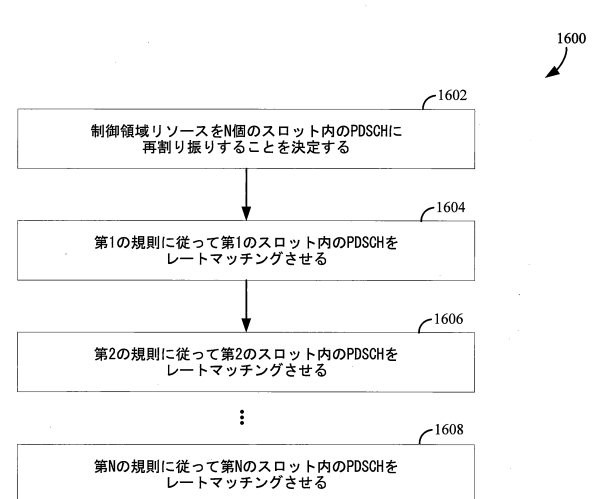 1600
1602
制御領域リソースをN個のスロット内のPDSCHに
再割り振りすることを決定する
1604
第1の規則に従って第1のスロット内のPDSCHを
レートマッチングさせる
1606
第2の規則に従って第2のスロット内のPDSCHを
レートマッチングさせる
1608
第Nの規則に従って第Nのスロット内のPDSCHを
レートマッチングさせる